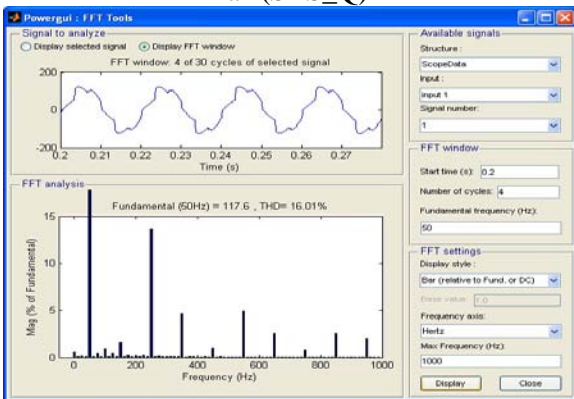 Powergui : FFT Tools
Signal to analyze
Display selected signal Display FFT window
FFT window: 4 of 30 cycles of selected signal
200
0
-200
0.2 0.21 0.22 0.23 0.24 0.25 0.26 0.27
Time (s)
FFT analysis
Fundamental (50Hz) = 117.6 , THD= 16.01%
15
10
5
0
Mag (% of Fundamental)
0 200 400 600 800 1000
Frequency (Hz)
Available signals
Structure :
ScopeData
Input :
input 1
Signal number:
1
FFT window
Start time (s): 0.2
Number of cycles: 4
Fundamental frequency (Hz):
50
FFT settings
Display style :
Bar (relative to Fund. or DC)
Base value: 1.0
Frequency axis:
Hertz
Max Frequency (Hz):
1000
Display Close